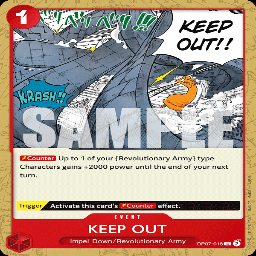 1
KEEP
OUT!!
KRASH!!
SAMPLE
Counter Up to 1 of your {Revolutionary Army} type
Characters gains +2000 power until the end of your next
turn.
Trigger Activate this card's Counter effect.
EVENT
KEEP OUT
Impel Down/Revolutionary Army
OP07-016